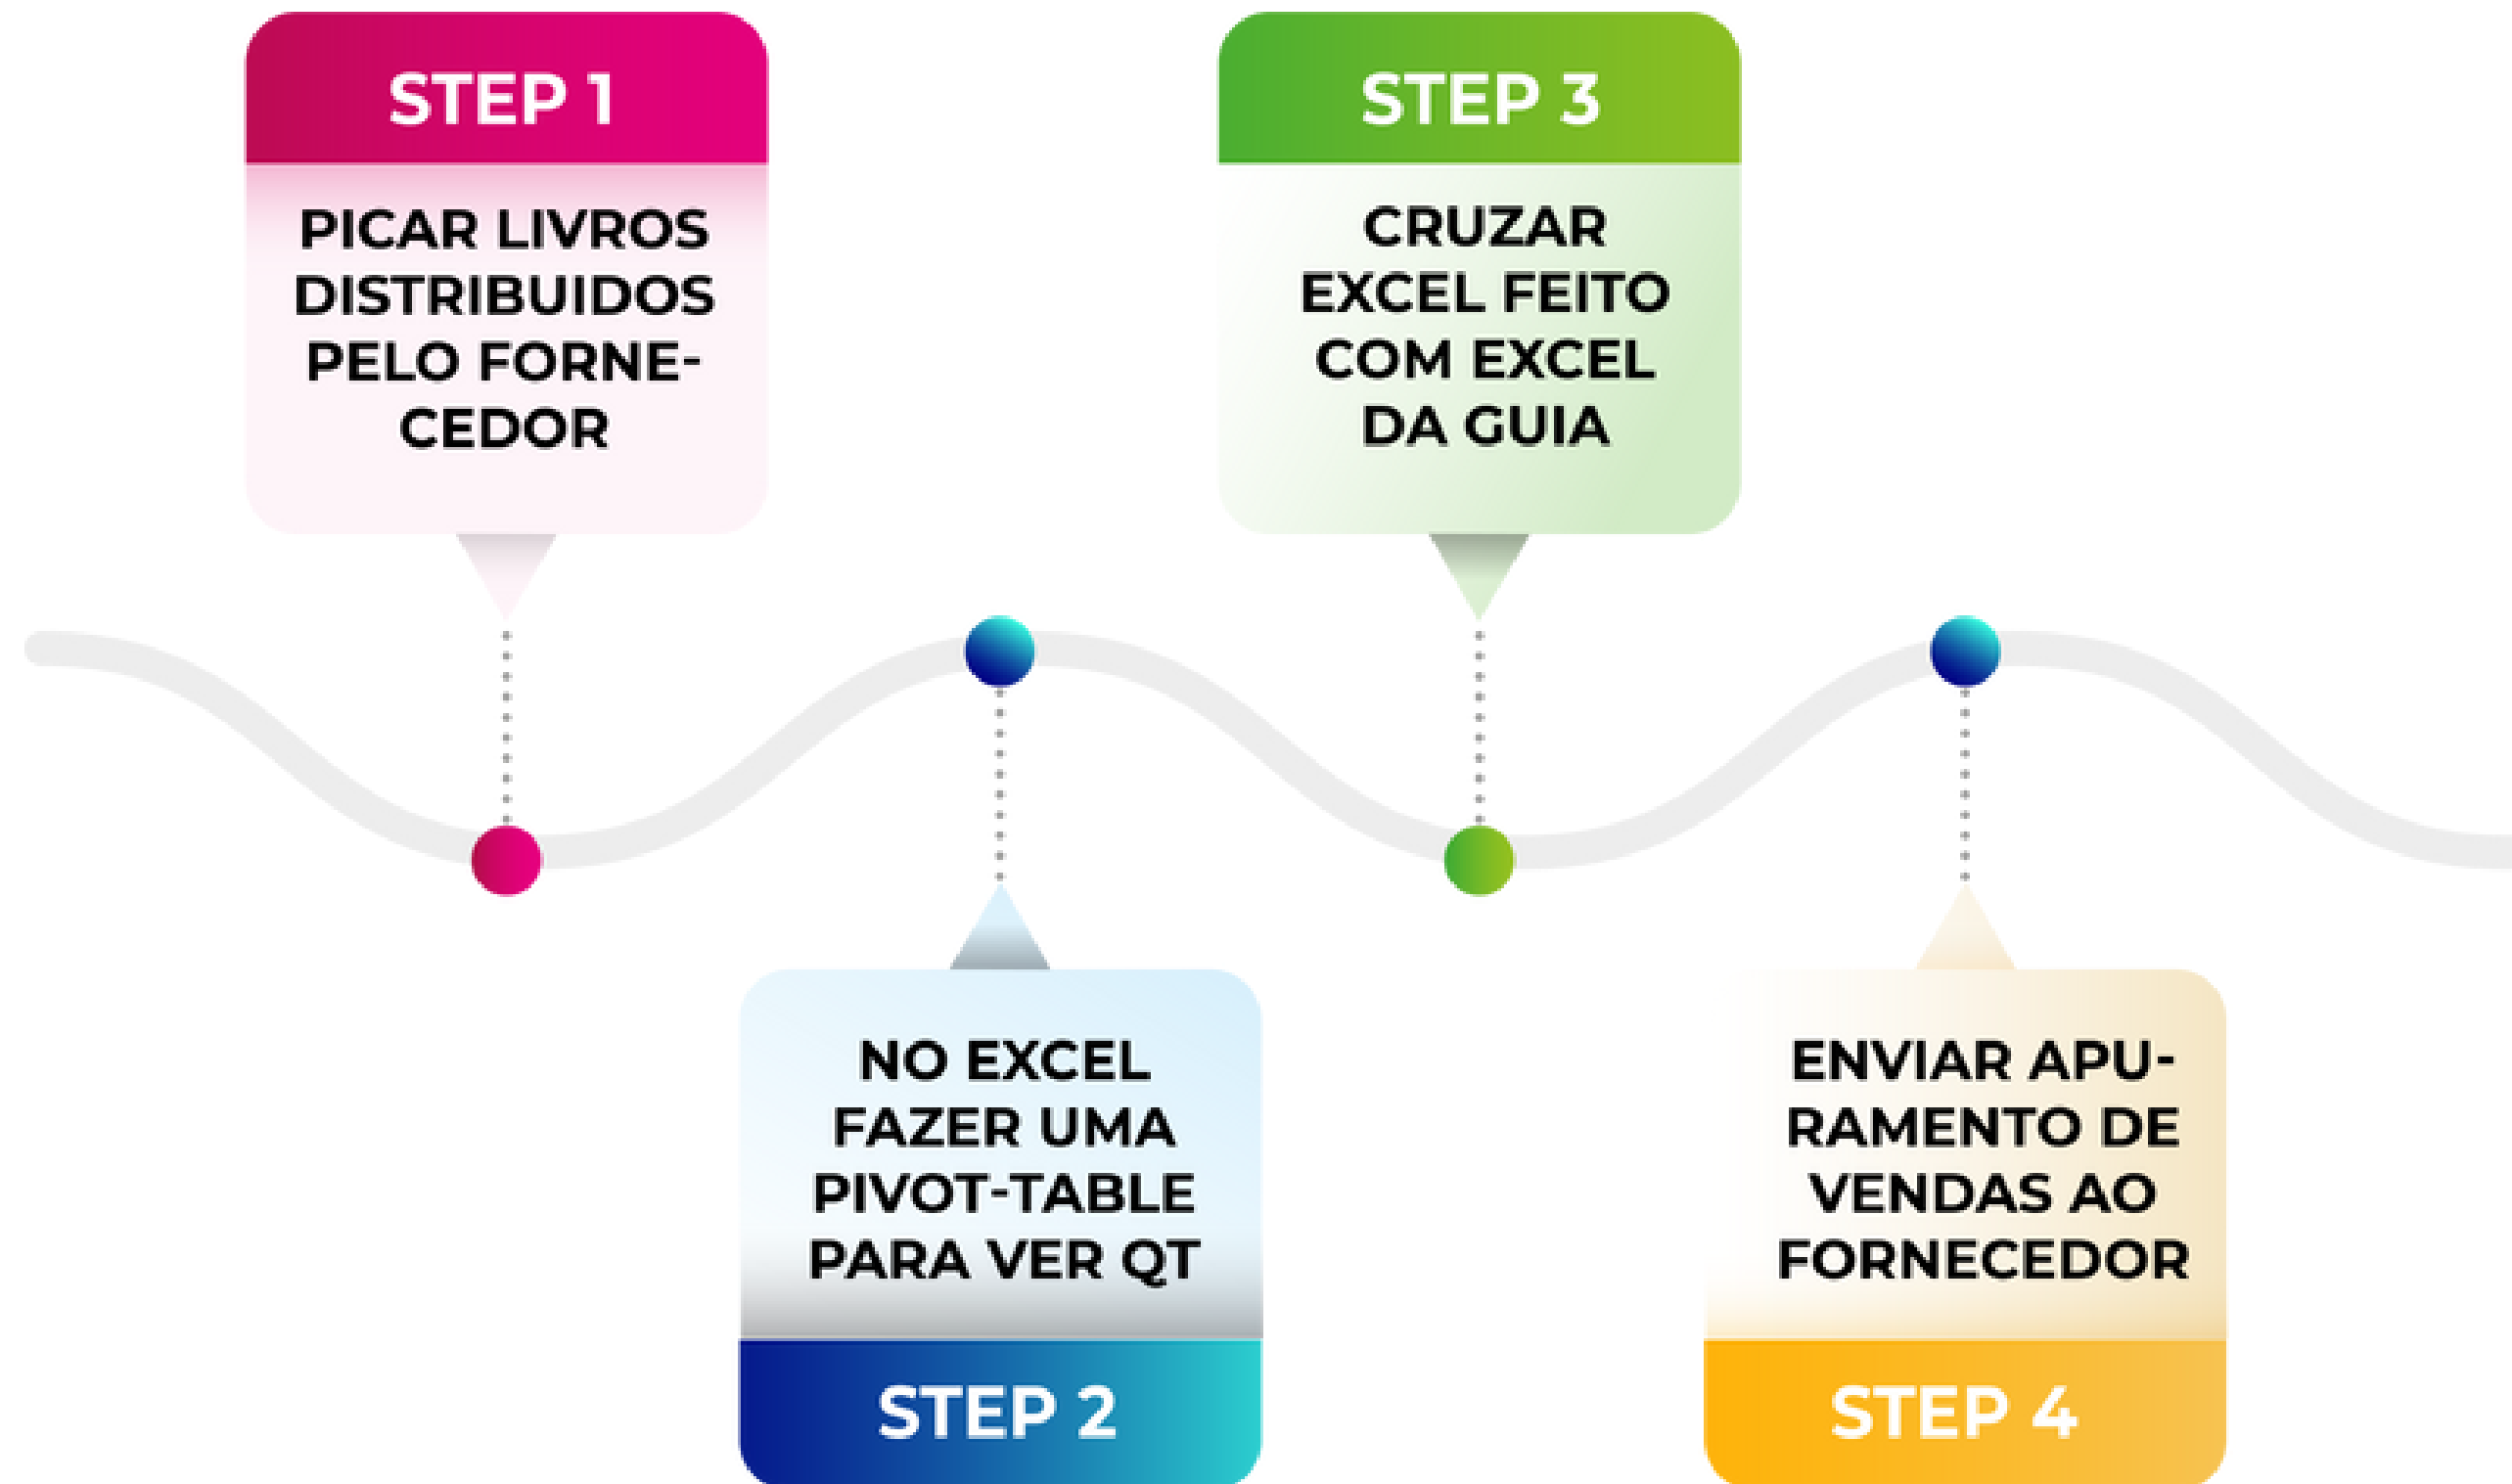 STEP 1
PICAR LIVROS
DISTRIBUIDOS
PELO FORNE-
CEDOR
NO EXCEL
FAZER UMA
PIVOT-TABLE
PARA VER QT
STEP 2
STEP 3
CRUZAR
EXCEL FEITO
COM EXCEL
DA GUIA
ENVIAR APU-
RAMENTO DE
VENDAS AO
FORNECEDOR
STEP 4